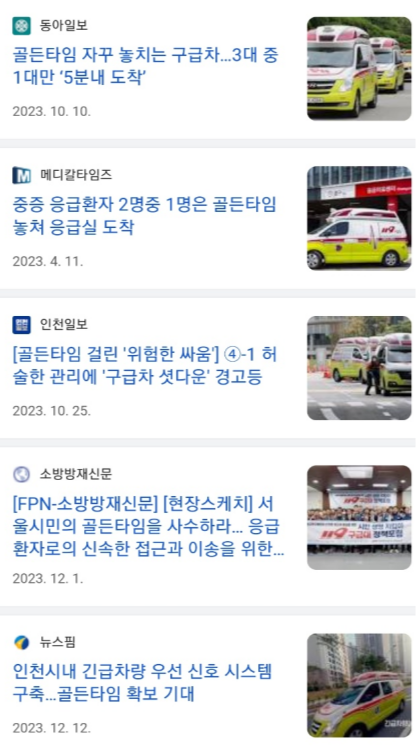 동아일보
골든타임 자꾸 놓치는 구급차…3대 중
1대만 ‘5분내 도착’
2023. 10. 10.
메디칼타임즈
중증 응급환자 2명중 1명은 골든타임
놓쳐 응급실 도착
2023. 4. 11.
인천일보
[골든타임 걸린 '위험한 싸움'] ④-1 허
술한 관리에 '구급차 셧다운' 경고등
2023. 10. 25.
소방방재신문
[FPN-소방방재신문] [현장스케치] 서
울시민의 골든타임을 사수하라… 응급
환자로의 신속한 접근과 이송을 위한…
2023. 12. 1.
뉴스핌
인천시내 긴급차량 우선 신호 시스템
구축…골든타임 확보 기대
2023. 12. 12.